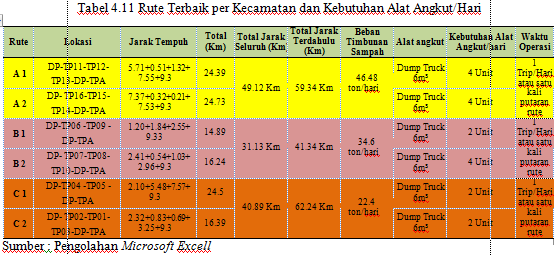 Tabel 4.11 Rute Terbaik per Kecamatan dan Kebutuhan Alat Angkut/Hari
Rute Lokasi Jarak Tempuh Total (Km) Total Jarak Seluruh (Km) Total Jarak Terdahulu (Km) Beban Timbunan Sampah Alat angkut Kebutuhan Alat Angkut/hari Waktu Operasi
A 1 DP-TP11-TP12-TP13-DP-TPA 5.71+0.51+1.32+7.55+9.3 24.39 49.12 Km 59.34 Km 46.48 ton/hari Dump Truck 6m³ 4 Unit 1 Trip/Hari atau satu kali putaran rute
A 2 DP-TP16-TP15-TP14-DP-TPA 7.37+0.32+0.21+7.53+9.3 24.73 Dump Truck 6m³ 4 Unit
B 1 DP-TP06 -TP09 -DP-TPA 1.20+1.84+2.55+9.33 14.89 31.13 Km 41.34 Km 34.6 ton/hari Dump Truck 6m³ 2 Unit 1 Trip/Hari atau satu kali putaran rute
B 2 DP-TP07-TP08-TP10-DP-TPA 2.41+0.54+1.03+2.96+9.3 16.24 Dump Truck 6m³ 4 Unit
C 1 DP-TP04 -TP05 -DP-TPA 2.10+5.48+7.57+9.3 24.5 40.89 Km 62.24 Km 22.4 ton/hari Dump Truck 6m³ 2 Unit 1 Trip/Hari atau satu kali putaran rute
C 2 DP-TP02-TP01-TP03-DP-TPA 2.32+0.83+0.69+3.25+9.3 16.39 Dump Truck 6m³ 2 Unit
Sumber : Pengolahan Microsoft Excell